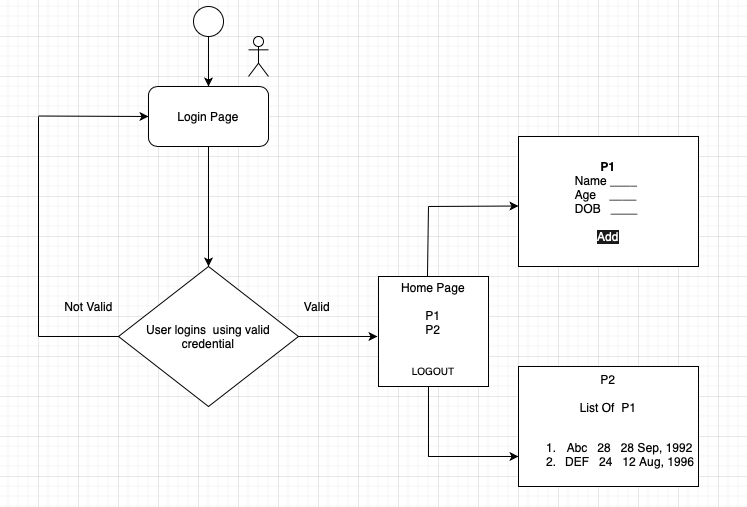 Login Page
Not Valid
User logins using valid
credential
Valid
Home Page
P1
P2
LOGOUT
P1
Name ____
Age ____
DOB ____
Add
P2
List Of P1
1. Abc 28 28 Sep, 1992
2. DEF 24 12 Aug, 1996